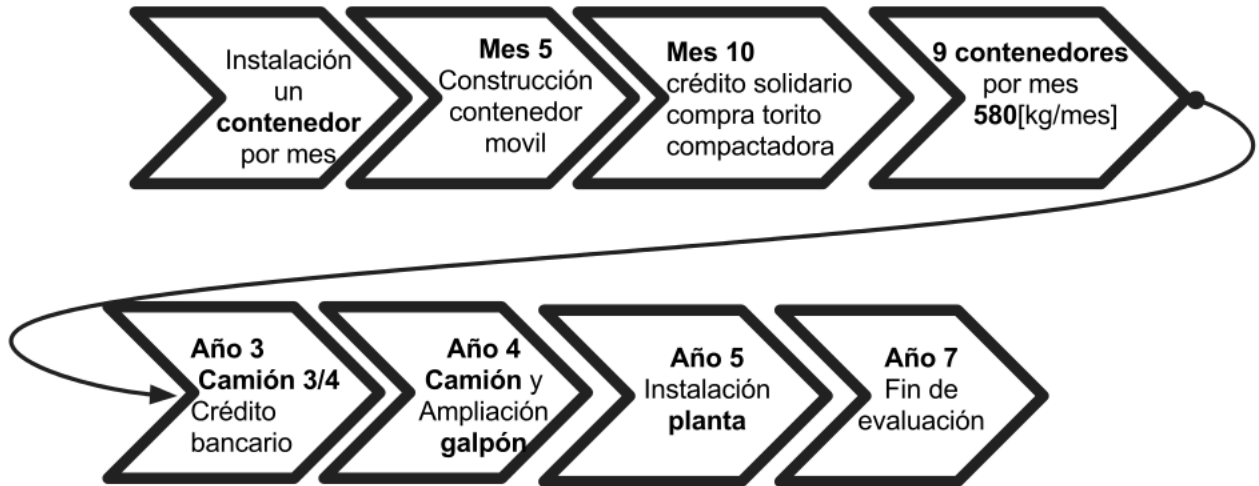 Instalación
un
contenedor
por mes
Mes 5
Construcción
contenedor
movil
Mes 10
crédito solidario
compra torito
compactadora
9 contenedores
por mes
580[kg/mes]
Año 3
Camión 3/4
Crédito
bancario
Año 4
Camión y
Ampliación
galpón
Año 5
Instalación
planta
Año 7
Fin de
evaluación